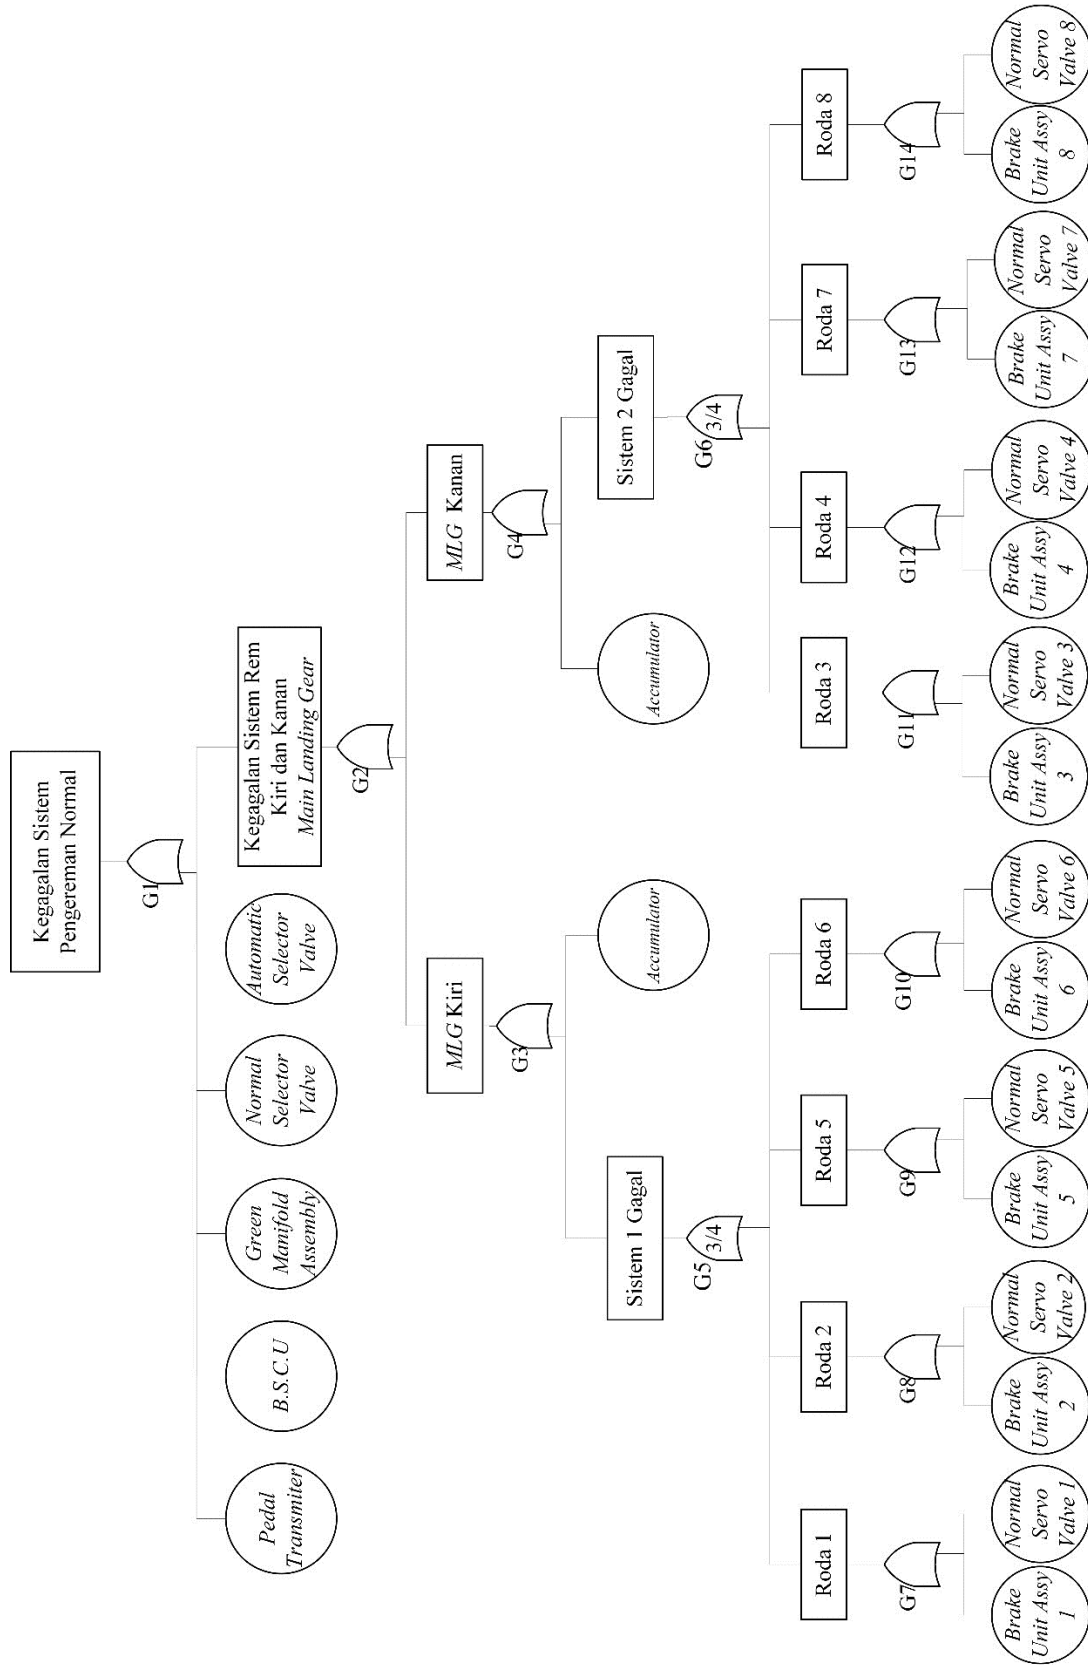 Kegagalan Sistem
Pengereman Normal
G1
Pedal
Transmiter
B.S.C.U
Green
Manifold
Assembly
Normal
Selector
Valve
Automatic
Selector
Valve
Kegagalan Sistem Rem
Kiri dan Kanan
Main Landing Gear
G2
MLG Kiri
MLG Kanan
G3
G4
Sistem 1 Gagal
Accumulator
Accumulator
Sistem 2 Gagal
G5
3/4
G6
3/4
Roda 1
Roda 2
Roda 5
Roda 6
Roda 3
Roda 4
Roda 7
Roda 8
G7
G8
G9
G10
G11
G12
G13
G14
Brake
Unit Assy
1
Normal
Servo
Valve 1
Brake
Unit Assy
2
Normal
Servo
Valve 2
Brake
Unit Assy
5
Normal
Servo
Valve 5
Brake
Unit Assy
6
Normal
Servo
Valve 6
Brake
Unit Assy
3
Normal
Servo
Valve 3
Brake
Unit Assy
4
Normal
Servo
Valve 4
Brake
Unit Assy
7
Normal
Servo
Valve 7
Brake
Unit Assy
8
Normal
Servo
Valve 8